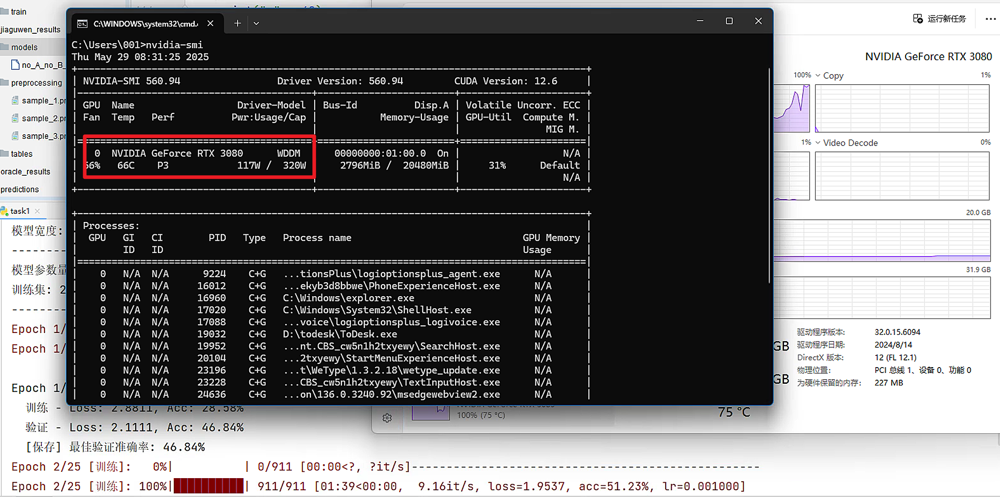 train
jiaguwen_results
models
no_A_no_B_
preprocessing
sample_1.pr
sample_2.pr
sample_3.pr
tables
oracle_results
predictions
C:\WINDOWS\system32\cmd.
C:\Users\001>nvidia-smi
Thu May 29 08:31:25 2025
NVIDIA-SMI 560.94 Driver Version: 560.94 CUDA Version: 12.6
GPU Name Driver-Model | Bus-Id Disp.A | Volatile Uncorr. ECC
Fan Temp Perf Pwr:Usage/Cap | Memory-Usage | GPU-Util Compute M.
MIG M.
0 NVIDIA GeForce RTX 3080 WDDM | 00000000:01:00.0 On | N/A
66C P3 117W / 320W | 2796MiB / 20480MiB | 31% Default
N/A
Processes:
GPU GI CI PID Type Process name GPU Memory
ID ID Usage
0 N/A N/A 9224 C+G ...tionsPlus\logioptionsplus_agent.exe N/A
0 N/A N/A 16012 C+G ...ekyb3d8bbwe\PhoneExperienceHost.exe N/A
0 N/A N/A 16960 C+G C:\Windows\explorer.exe N/A
0 N/A N/A 17020 C+G C:\Windows\System32\ShellHost.exe N/A
0 N/A N/A 17088 C+G ...voice\logioptionsplus_logivoice.exe N/A
0 N/A N/A 19032 C+G D:\todesk\ToDesk.exe N/A
0 N/A N/A 19952 C+G ...nt.CBS_cw5n1h2txyewy\SearchHost.exe N/A
0 N/A N/A 20104 C+G ...2txyewy\StartMenuExperienceHost.exe N/A
0 N/A N/A 23196 C+G ...t\WeType\1.3.2.18\wetype_update.exe N/A
0 N/A N/A 23228 C+G ...CBS_cw5n1h2txyewy\TextInputHost.exe N/A
0 N/A N/A 24636 C+G ...on\136.0.3240.92\msedgewebview2.exe N/A
运行新任务
NVIDIA GeForce RTX 3080
100% Copy 1%
1% Video Decode 0%
20.0 GB
31.9 GB
驱动程序版本: 32.0.15.6094
GB 驱动程序日期: 2024/8/14
DirectX 版本: 12 (FL 12.1)
物理位置: PCI 总线 1、设备 0、功能 0
GB 为硬件保留的内存: 227 MB
100% (75 °C)
75 °C
task1
模型宽度:
模型参数量
训练集: 2
Epoch 1/
Epoch 1/
Epoch 1/
训练 - Loss: 2.8811, Acc: 28.58%
验证 - Loss: 2.1111, Acc: 46.84%
[保存] 最佳验证准确率: 46.84%
Epoch 2/25 [训练]: 0%| | 0/911 [00:00<?, ?it/s]--------------------------------------------------
Epoch 2/25 [训练]: 100%|██████████| 911/911 [01:39<00:00, 9.16it/s, loss=1.9537, acc=51.23%, lr=0.001000]